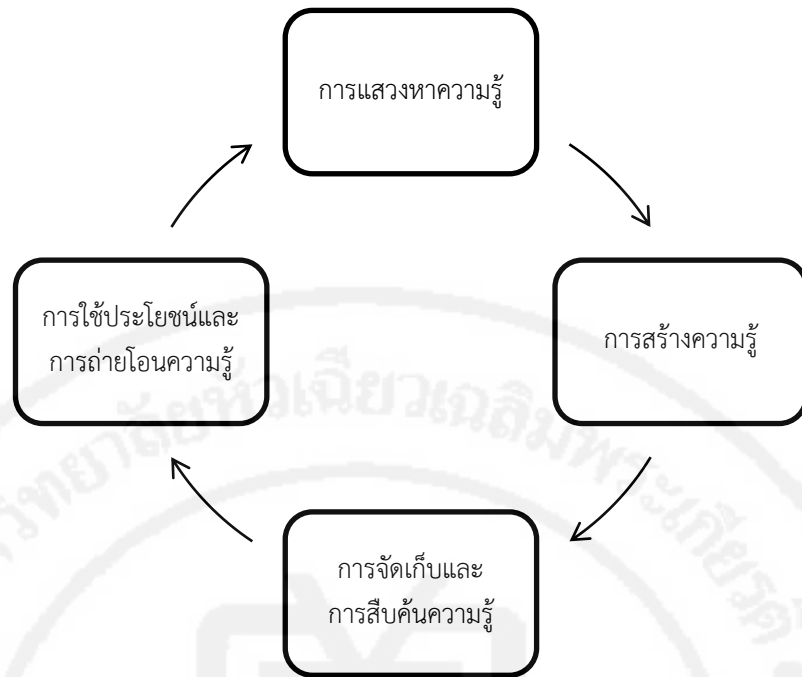 การแสวงหาความรู้
การใช้ประโยชน์และ
การถ่ายโอนความรู้
การสร้างความรู้
การจัดเก็บและ
การสืบค้นความรู้